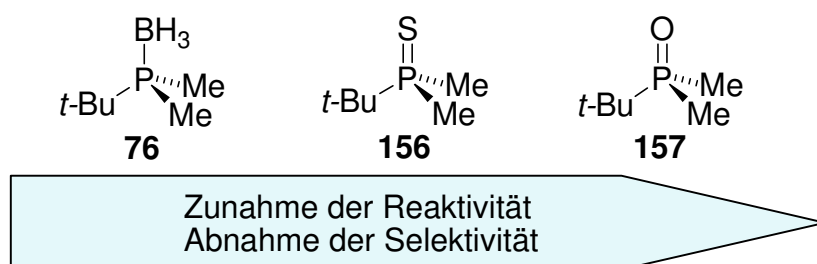 BH3 S O
P P P
t-Bu Me Me t-Bu Me Me t-Bu Me Me
76 156 157
Zunahme der Reaktivität
Abnahme der Selektivität